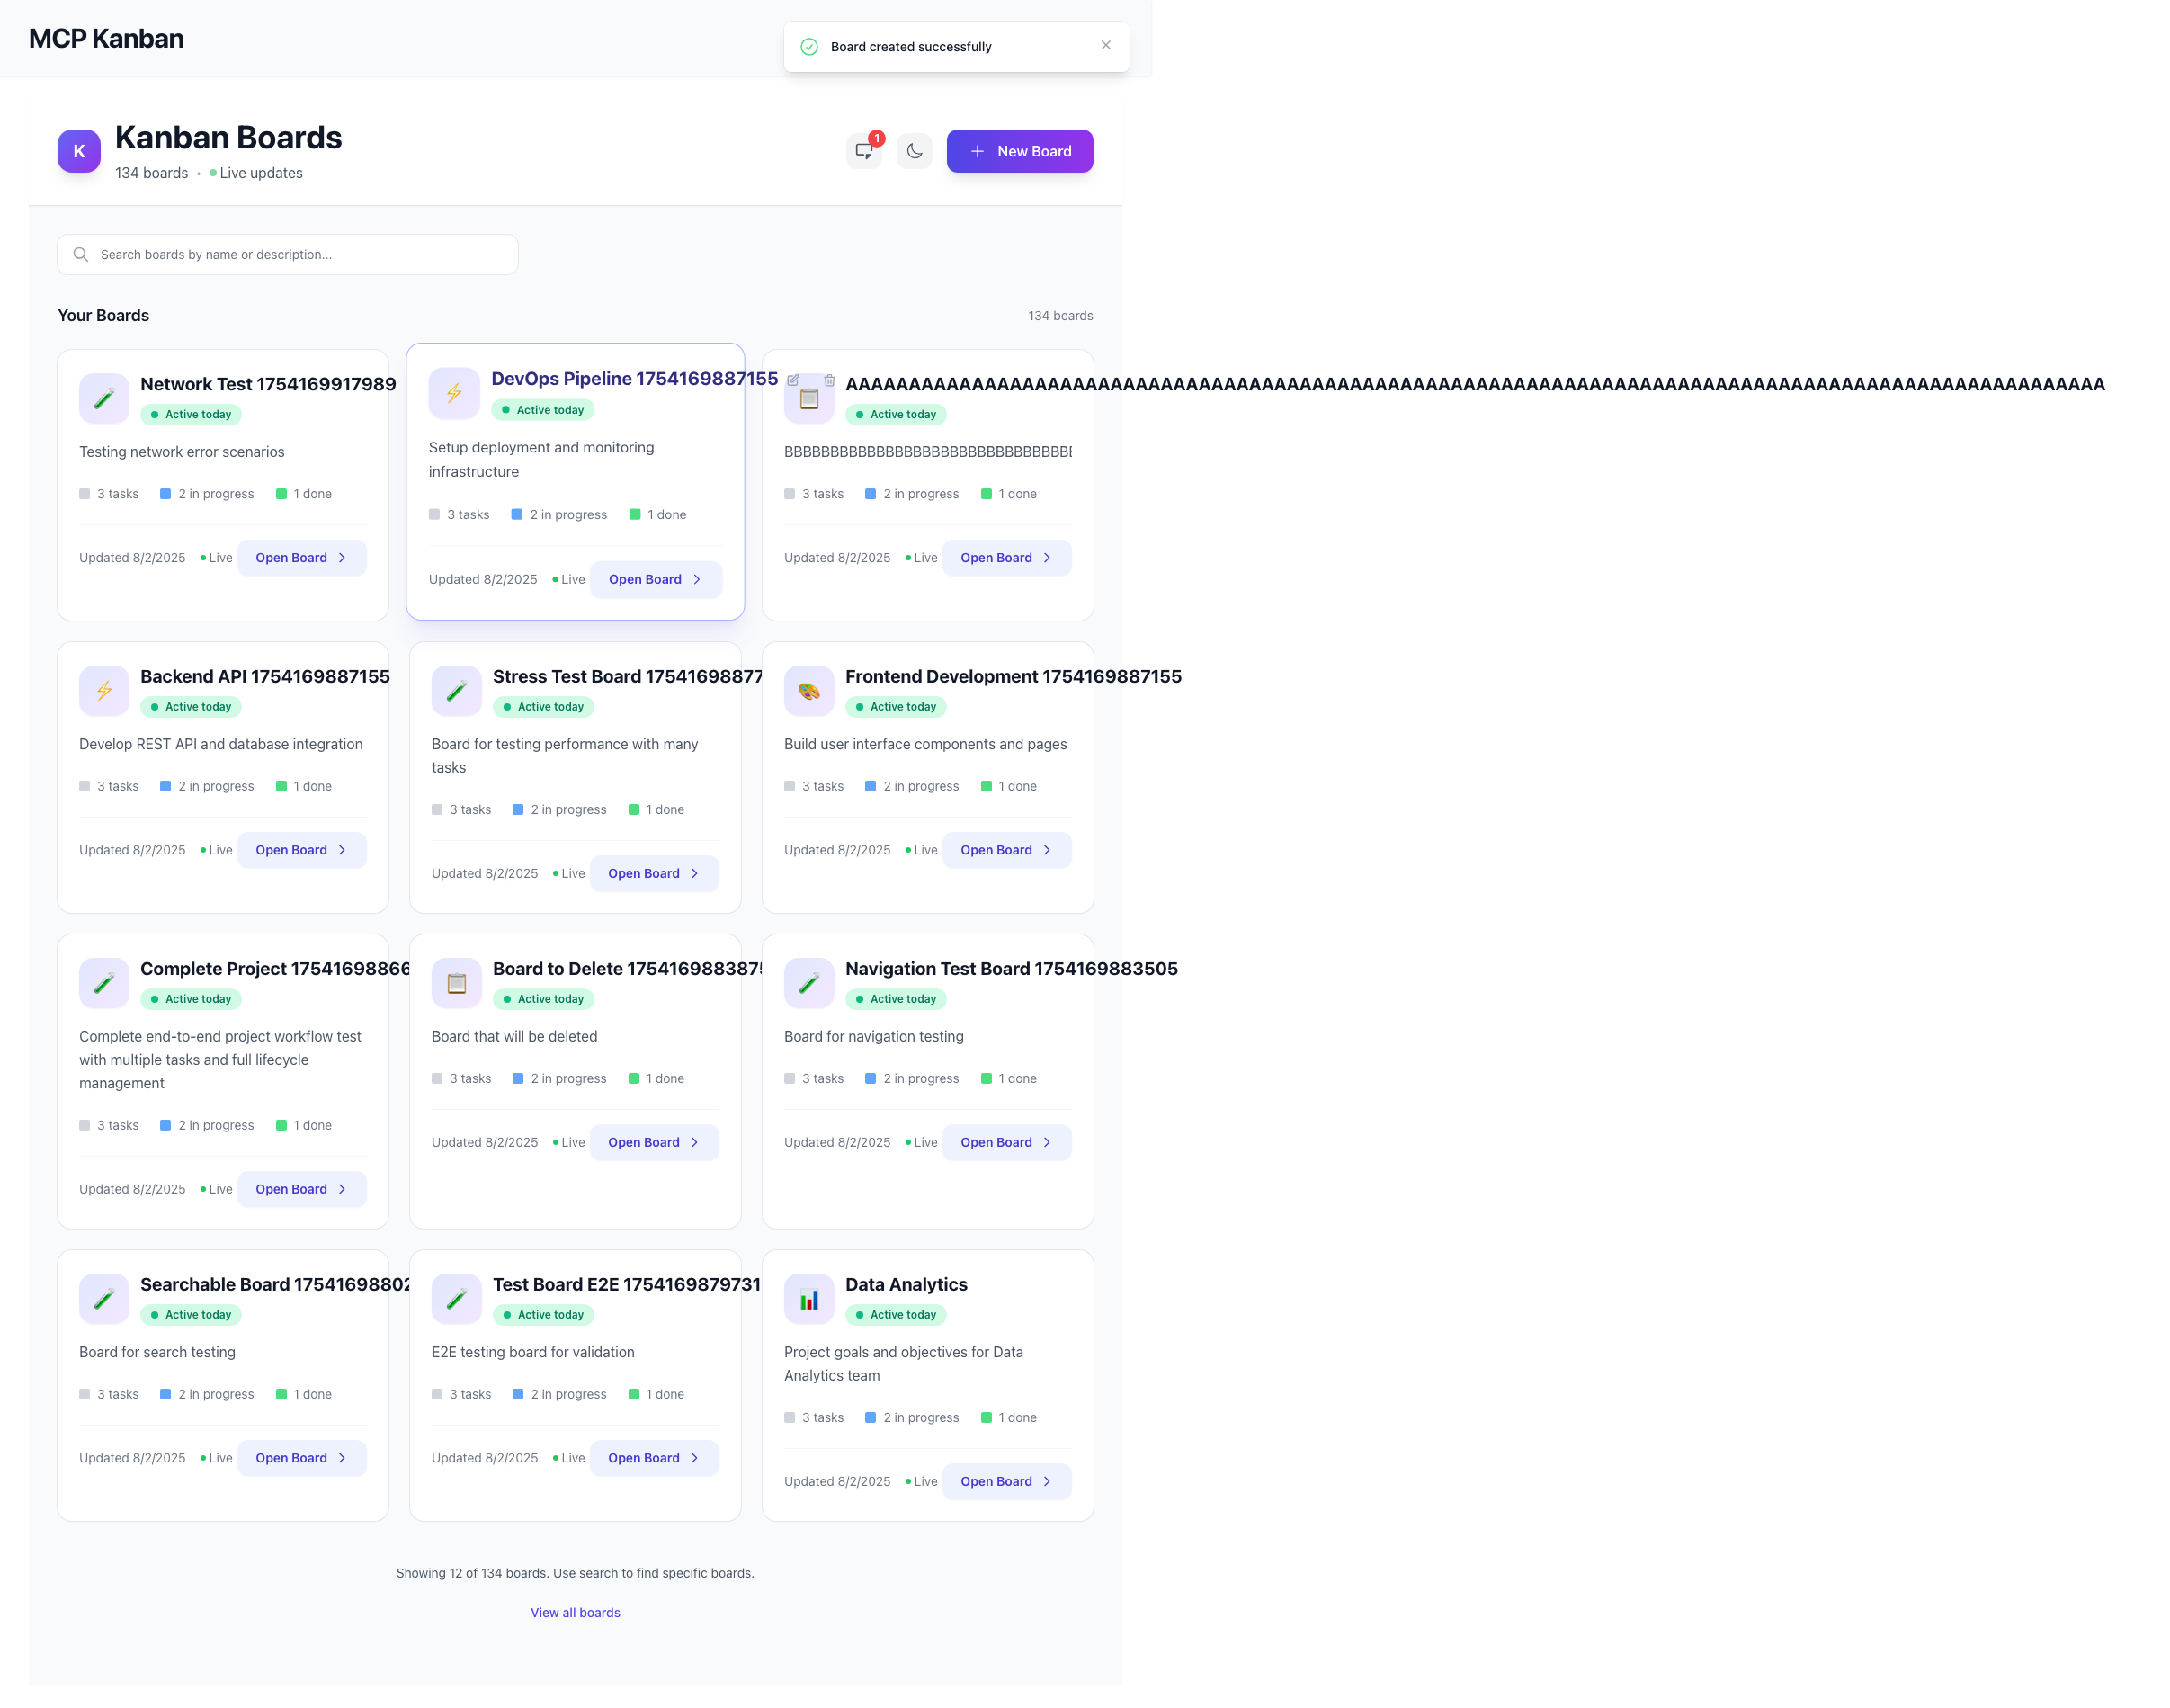 MCP Kanban
Board created successfully
K
Kanban Boards
134 boards • Live updates
1
New Board
Search boards by name or description...
Your Boards
134 boards
Network Test 1754169917989
Active today
Testing network error scenarios
3 tasks 2 in progress 1 done
Updated 8/2/2025 Live Open Board
DevOps Pipeline 1754169887155
Active today
Setup deployment and monitoring
infrastructure
3 tasks 2 in progress 1 done
Updated 8/2/2025 Live Open Board
AAAAAAAAAAAAAAAAAAAAAAAAAAAAAAAAAAAAAAAAAAAAAAAAAAAAAAAAAAAAAAAAAAAAAAAAAAAAAAAAAAAAAAAAAAAAAAAAAAAA
Active today
BBBBBBBBBBBBBBBBBBBBBBBBBBBBBBBB
3 tasks 2 in progress 1 done
Updated 8/2/2025 Live Open Board
Backend API 1754169887155
Active today
Develop REST API and database integration
3 tasks 2 in progress 1 done
Updated 8/2/2025 Live Open Board
Stress Test Board 17541698877
Active today
Board for testing performance with many
tasks
3 tasks 2 in progress 1 done
Updated 8/2/2025 Live Open Board
Frontend Development 1754169887155
Active today
Build user interface components and pages
3 tasks 2 in progress 1 done
Updated 8/2/2025 Live Open Board
Complete Project 17541698866
Active today
Complete end-to-end project workflow test
with multiple tasks and full lifecycle
management
3 tasks 2 in progress 1 done
Updated 8/2/2025 Live Open Board
Board to Delete 1754169883875
Active today
Board that will be deleted
3 tasks 2 in progress 1 done
Updated 8/2/2025 Live Open Board
Navigation Test Board 1754169883505
Active today
Board for navigation testing
3 tasks 2 in progress 1 done
Updated 8/2/2025 Live Open Board
Searchable Board 17541698802
Active today
Board for search testing
3 tasks 2 in progress 1 done
Updated 8/2/2025 Live Open Board
Test Board E2E 1754169879731
Active today
E2E testing board for validation
3 tasks 2 in progress 1 done
Updated 8/2/2025 Live Open Board
Data Analytics
Active today
Project goals and objectives for Data
Analytics team
3 tasks 2 in progress 1 done
Updated 8/2/2025 Live Open Board
Showing 12 of 134 boards. Use search to find specific boards.
View all boards